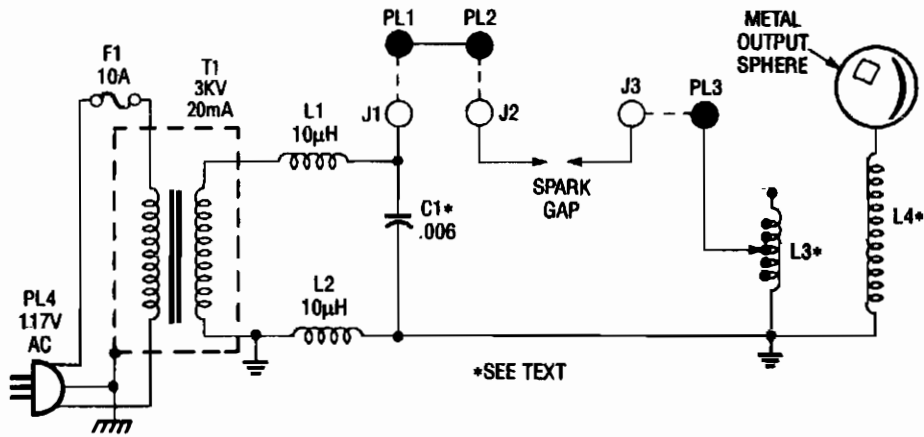 F1
10A
T1
3KV
20mA
L1
10µH
PL1
PL2
J1
J2
J3
PL3
METAL
OUTPUT
SPHERE
SPARK
GAP
C1*
.006
L3*
L4*
L2
10µH
PL4
117V
AC
*SEE TEXT